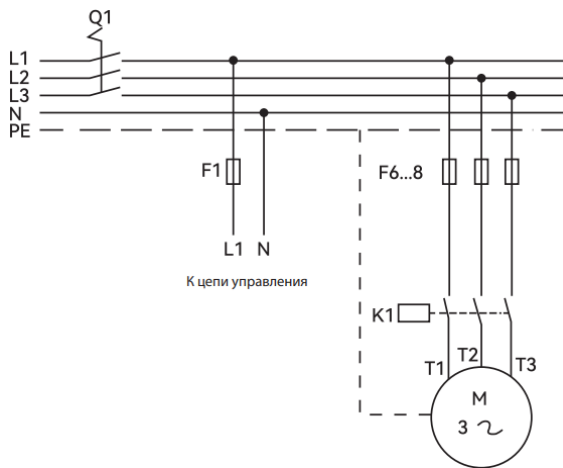 Q1
L1
L2
L3
N
PE
F1
F6...8
L1 N
К цепи управления
K1
T1 T2 T3
M
3 ~